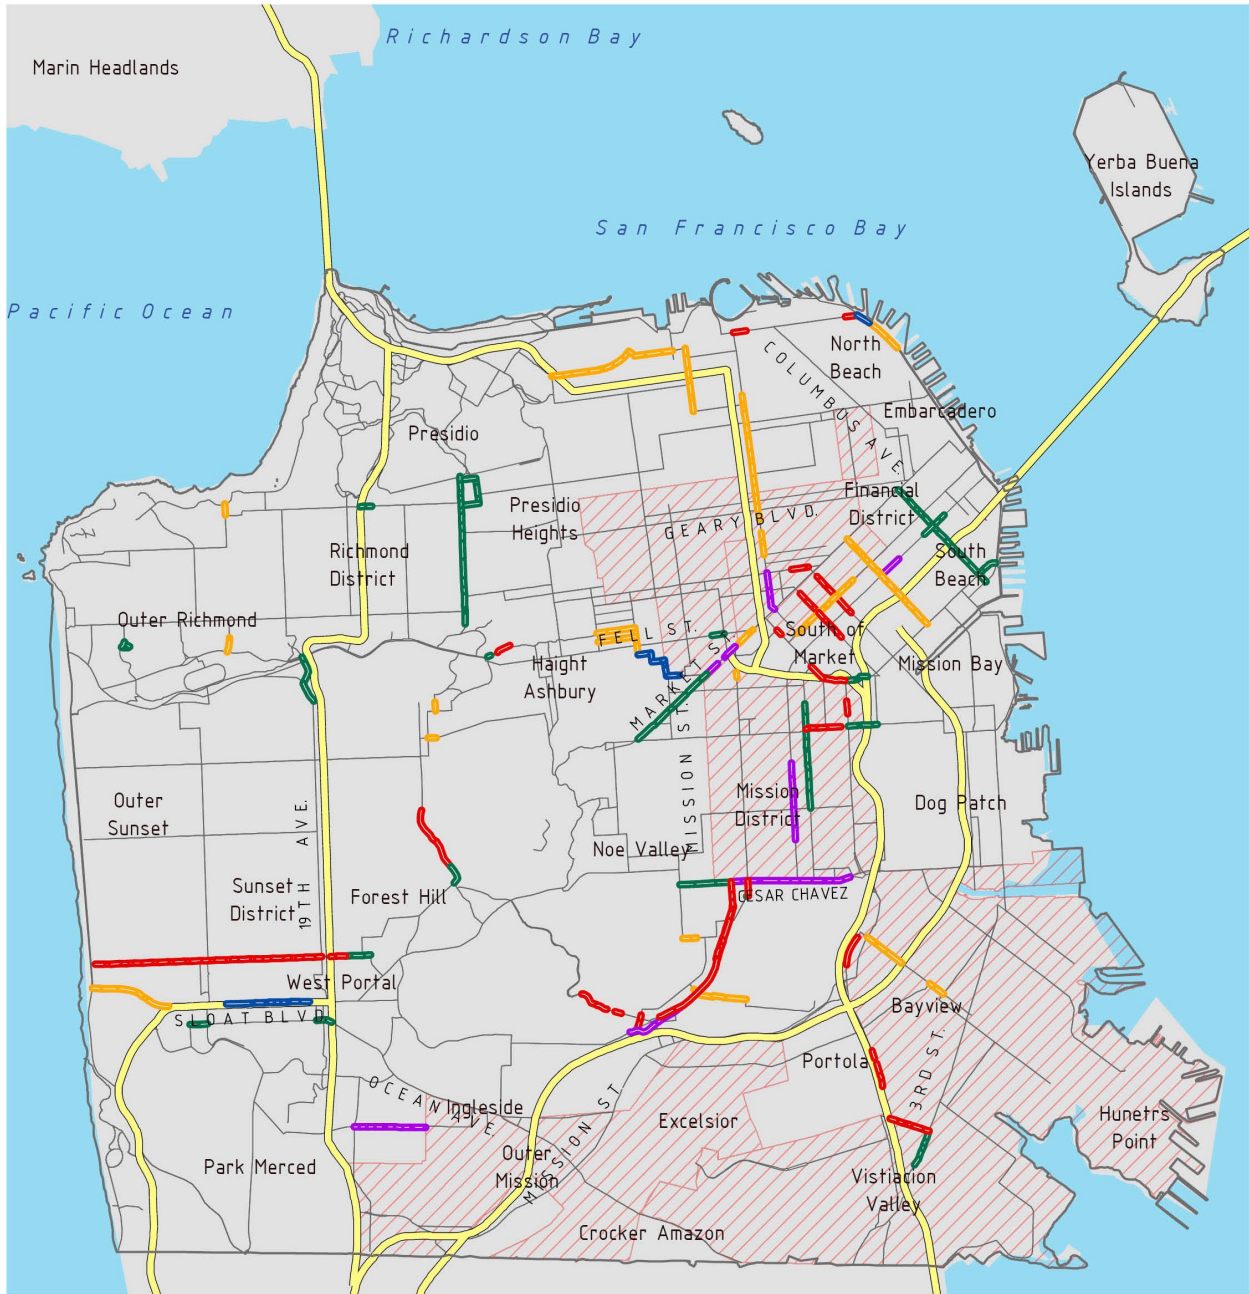 Richardson Bay
Marin Headlands
Yerba Buena
Islands
San Francisco Bay
Pacific Ocean
North
Beach
COLUMBUS AVE.
Embarcadero
Presidio
Presidio
Heights
GEARY BLVD.
Financial
District
Richmond
District
South
Beach
Outer Richmond
FELL ST.
South of
Market
Mission Bay
Haight
Ashbury
MARKET ST.
MISSION ST.
Outer
Sunset
19TH AVE.
Mission
District
Dog Patch
Noe Valley
Sunset
District
Forest Hill
CESAR CHAVEZ
West Portal
SLOAT BLVD
Bayview
Portola
3RD ST.
OCEAN AVE
Ingleside
Excelsior
Hunetrs
Point
Outer
Mission
MISSION ST.
Park Merced
Vistiacion
Valley
Crocker Amazon